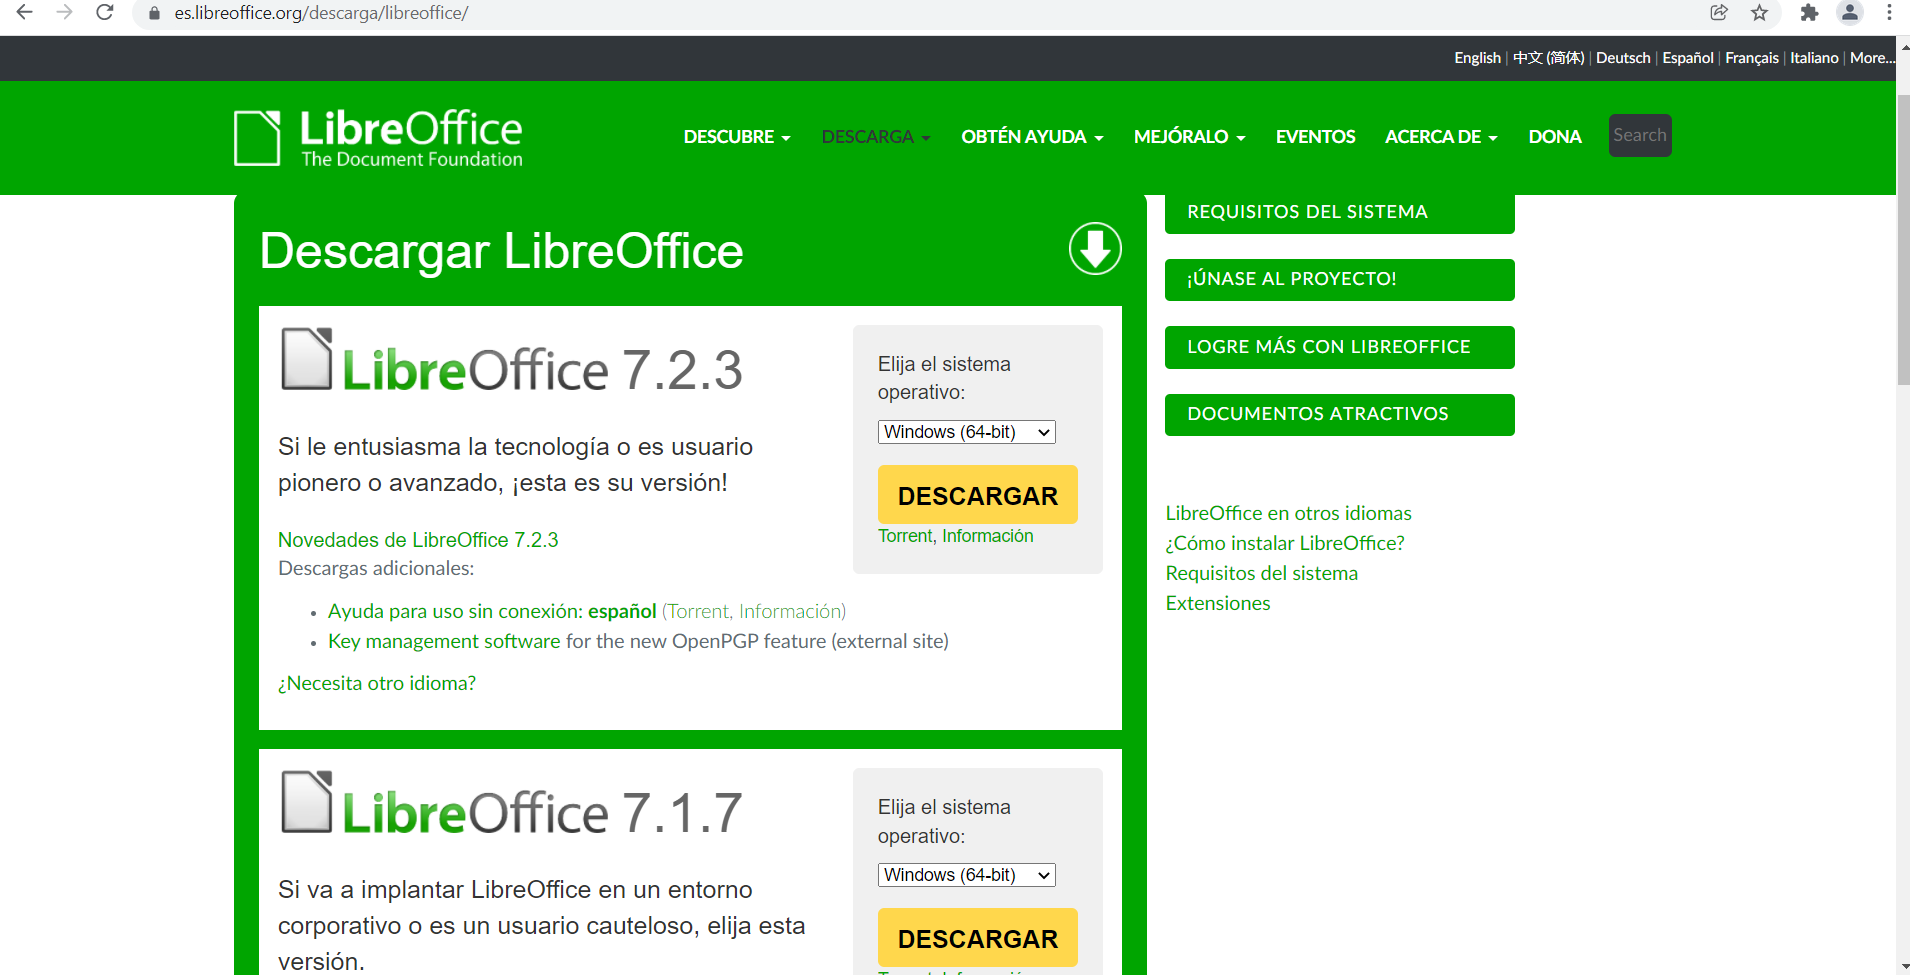 es.libreoffice.org/descarga/libreoffice/
English | 中文 (简体) | Deutsch | Español | Français | Italiano | More...
LibreOffice
The Document Foundation
DESCUBRE DESCARGA OBTÉN AYUDA MEJÓRALO EVENTOS ACERCA DE DONA Search
Descargar LibreOffice
LibreOffice 7.2.3
Si le entusiasma la tecnología o es usuario
pionero o avanzado, ¡esta es su versión!
Novedades de LibreOffice 7.2.3
Descargas adicionales:
• Ayuda para uso sin conexión: español (Torrent, Información)
• Key management software for the new OpenPGP feature (external site)
¿Necesita otro idioma?
Elija el sistema
operativo:
Windows (64-bit)
DESCARGAR
Torrent, Información
LibreOffice 7.1.7
Si va a implantar LibreOffice en un entorno
corporativo o es un usuario cauteloso, elija esta
versión.
Elija el sistema
operativo:
Windows (64-bit)
DESCARGAR
REQUISITOS DEL SISTEMA
¡ÚNASE AL PROYECTO!
LOGRE MÁS CON LIBREOFFICE
DOCUMENTOS ATRACTIVOS
LibreOffice en otros idiomas
¿Cómo instalar LibreOffice?
Requisitos del sistema
Extensiones